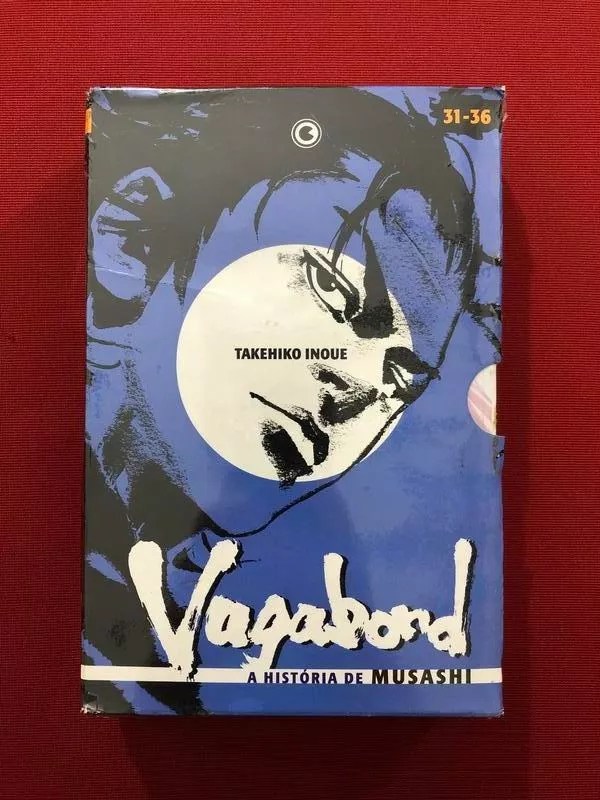 31-36
TAKEHIKO INOUE
Vagabond
A HISTÓRIA DE MUSASHI